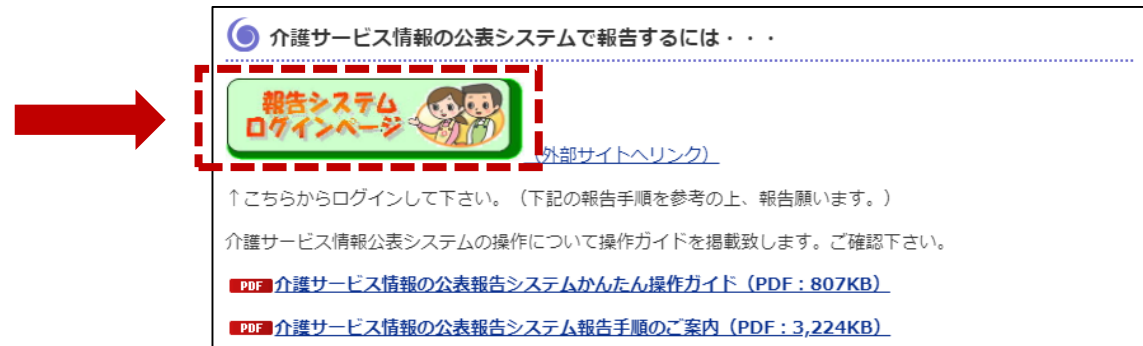 介護サービス情報の公表システムで報告するには・・・
報告システム
ログインページ
（外部サイトへリンク）
↑こちらからログインして下さい。（下記の報告手順を参考の上、報告願います。）
介護サービス情報公表システムの操作について操作ガイドを掲載致します。ご確認下さい。
PDF 介護サービス情報の公表報告システムかんたん操作ガイド（PDF：807KB）
PDF 介護サービス情報の公表報告システム報告手順のご案内（PDF：3,224KB）